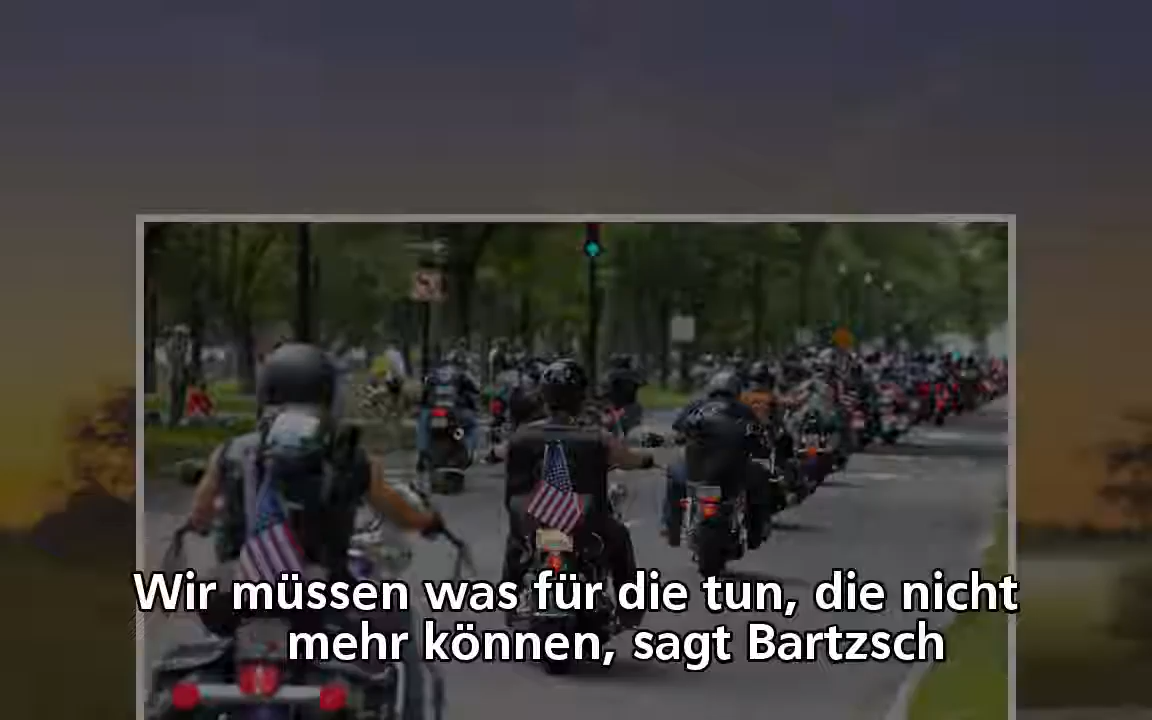 Wir müssen was für die tun, die nicht
mehr können, sagt Bartzsch